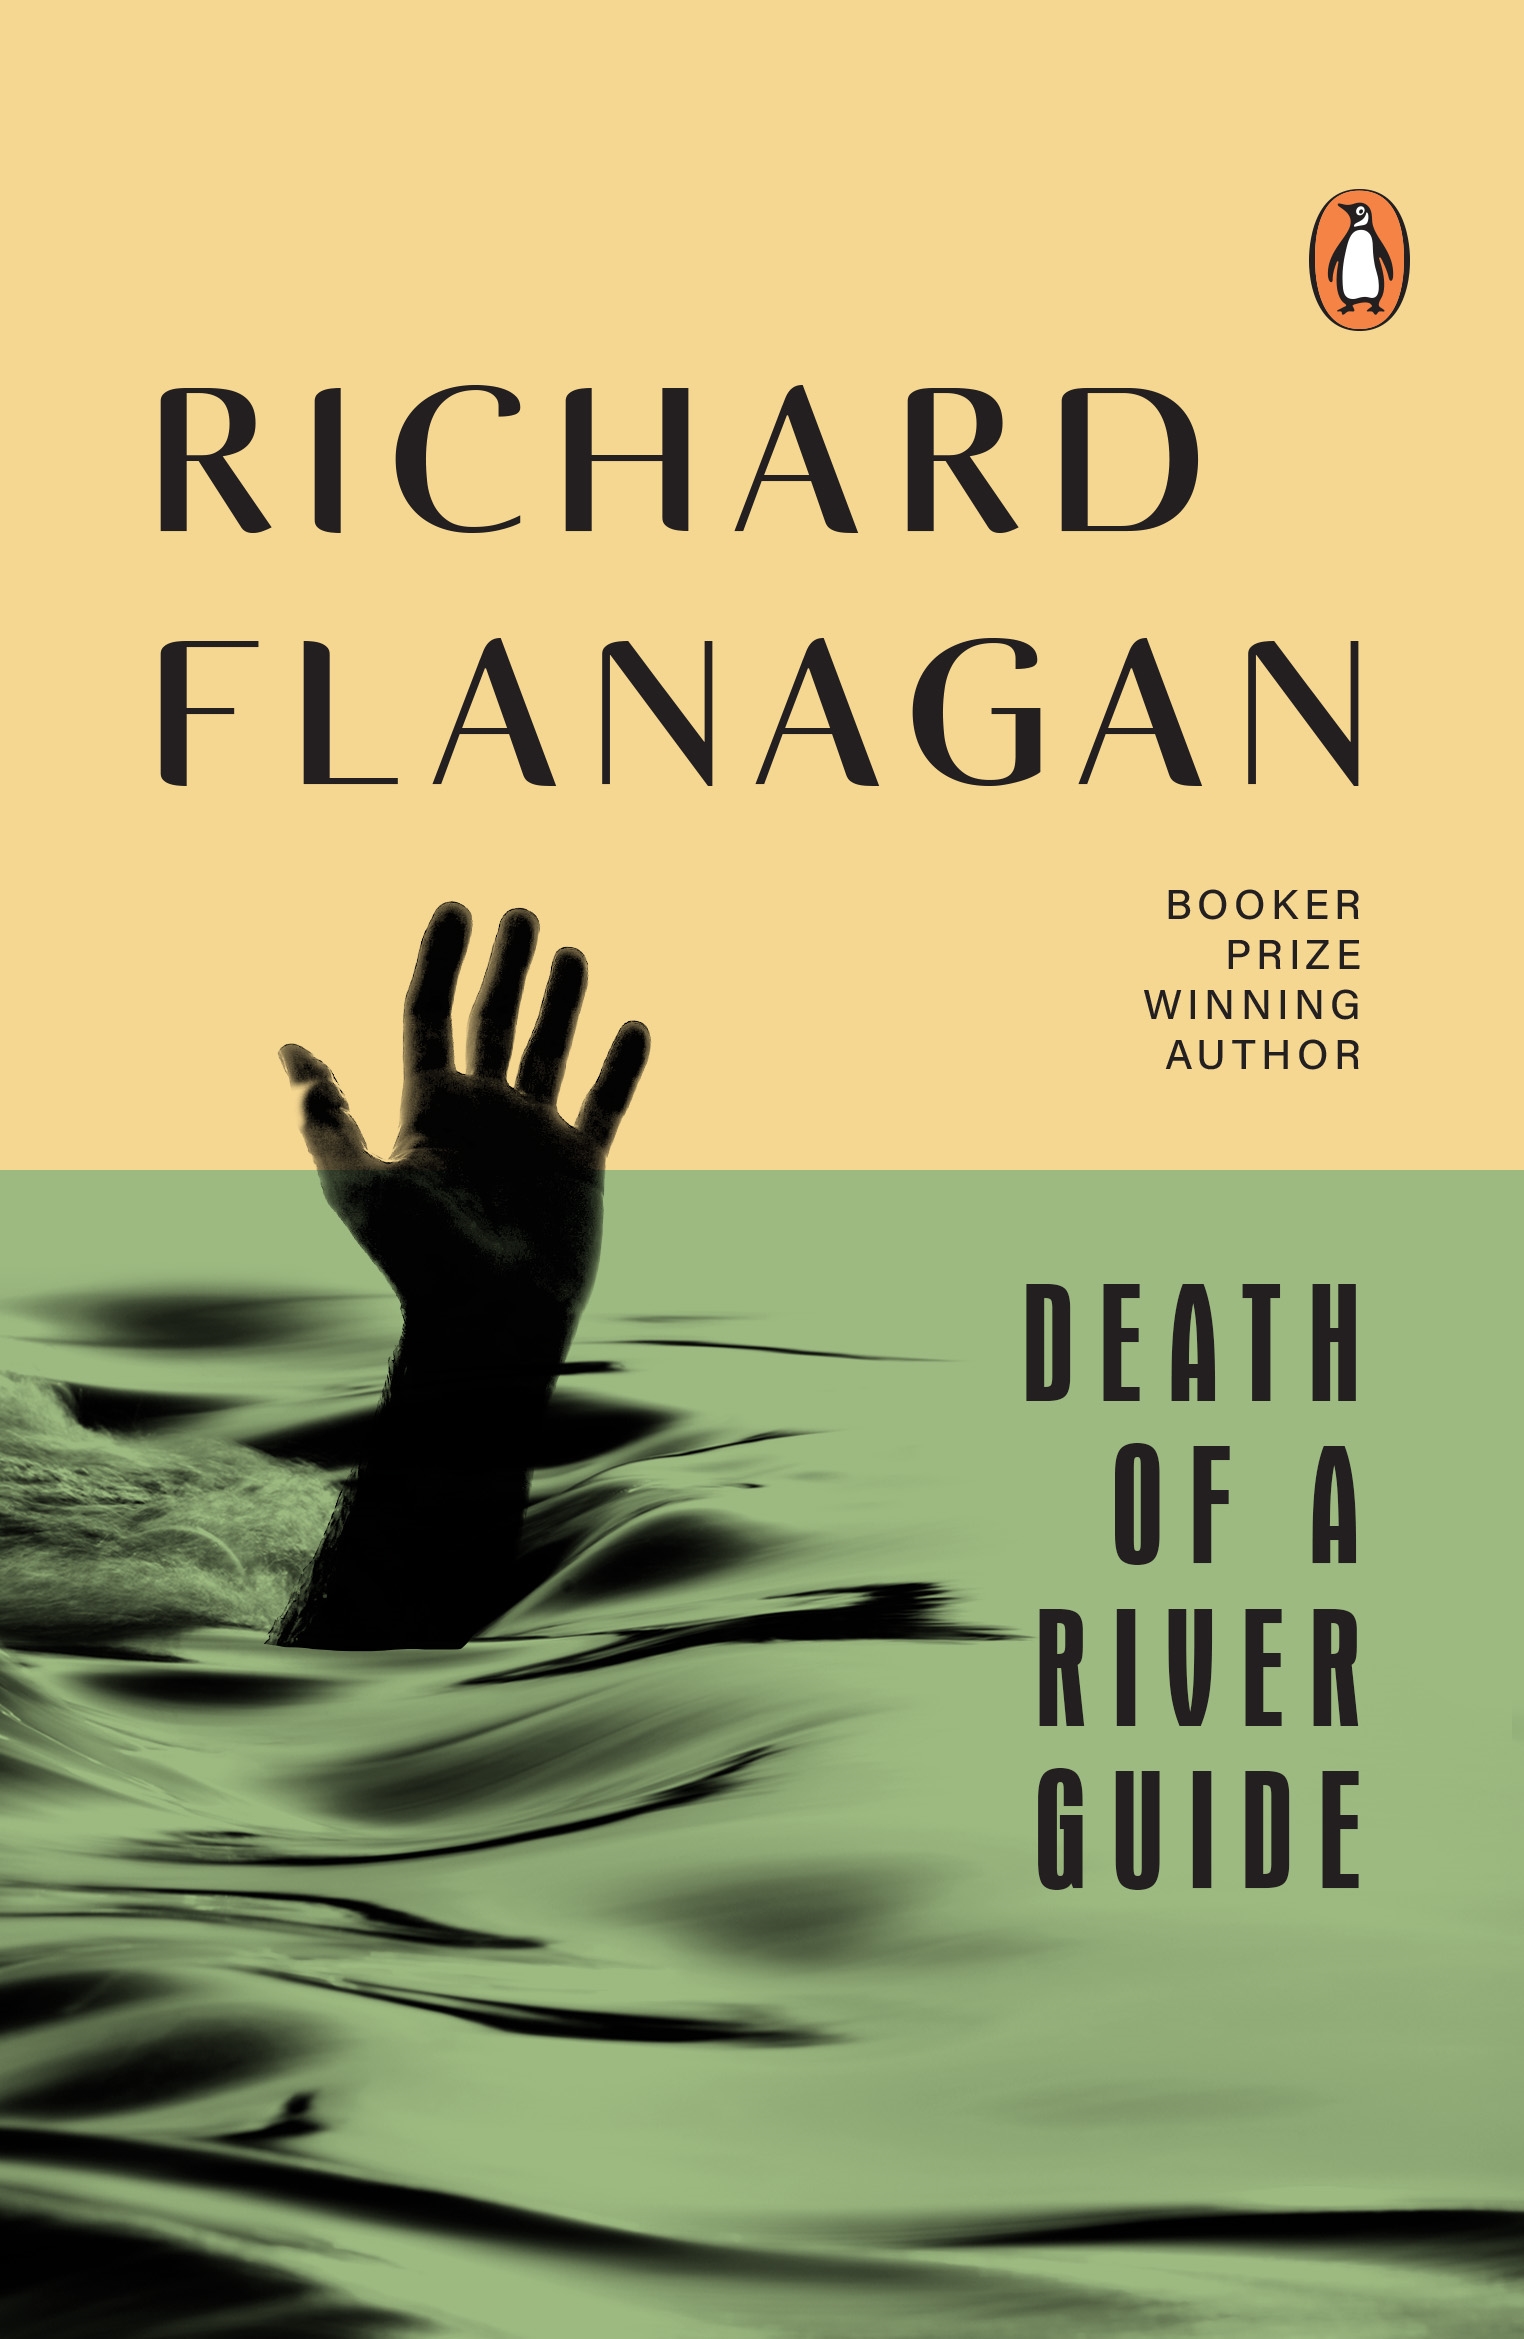 RICHARD
FLANAGAN
BOOKER
PRIZE
WINNING
AUTHOR
DEATH
OF A
RIVER
GUIDE